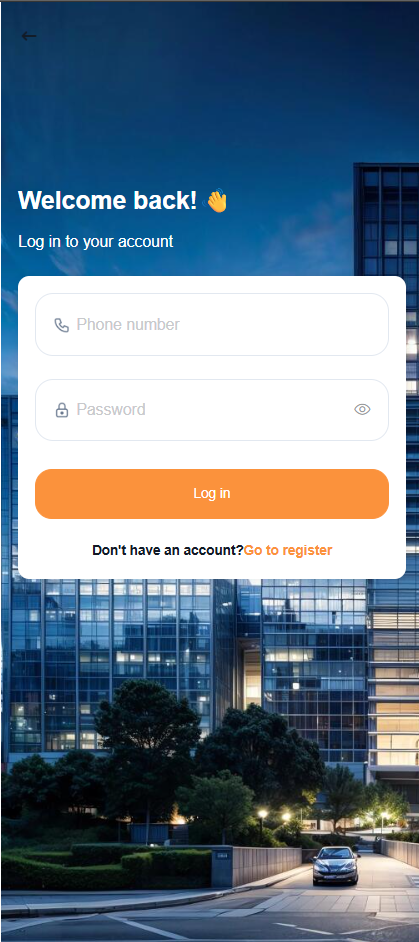 Welcome back! 👋
Log in to your account
Phone number
Password
Log in
Don't have an account?Go to register